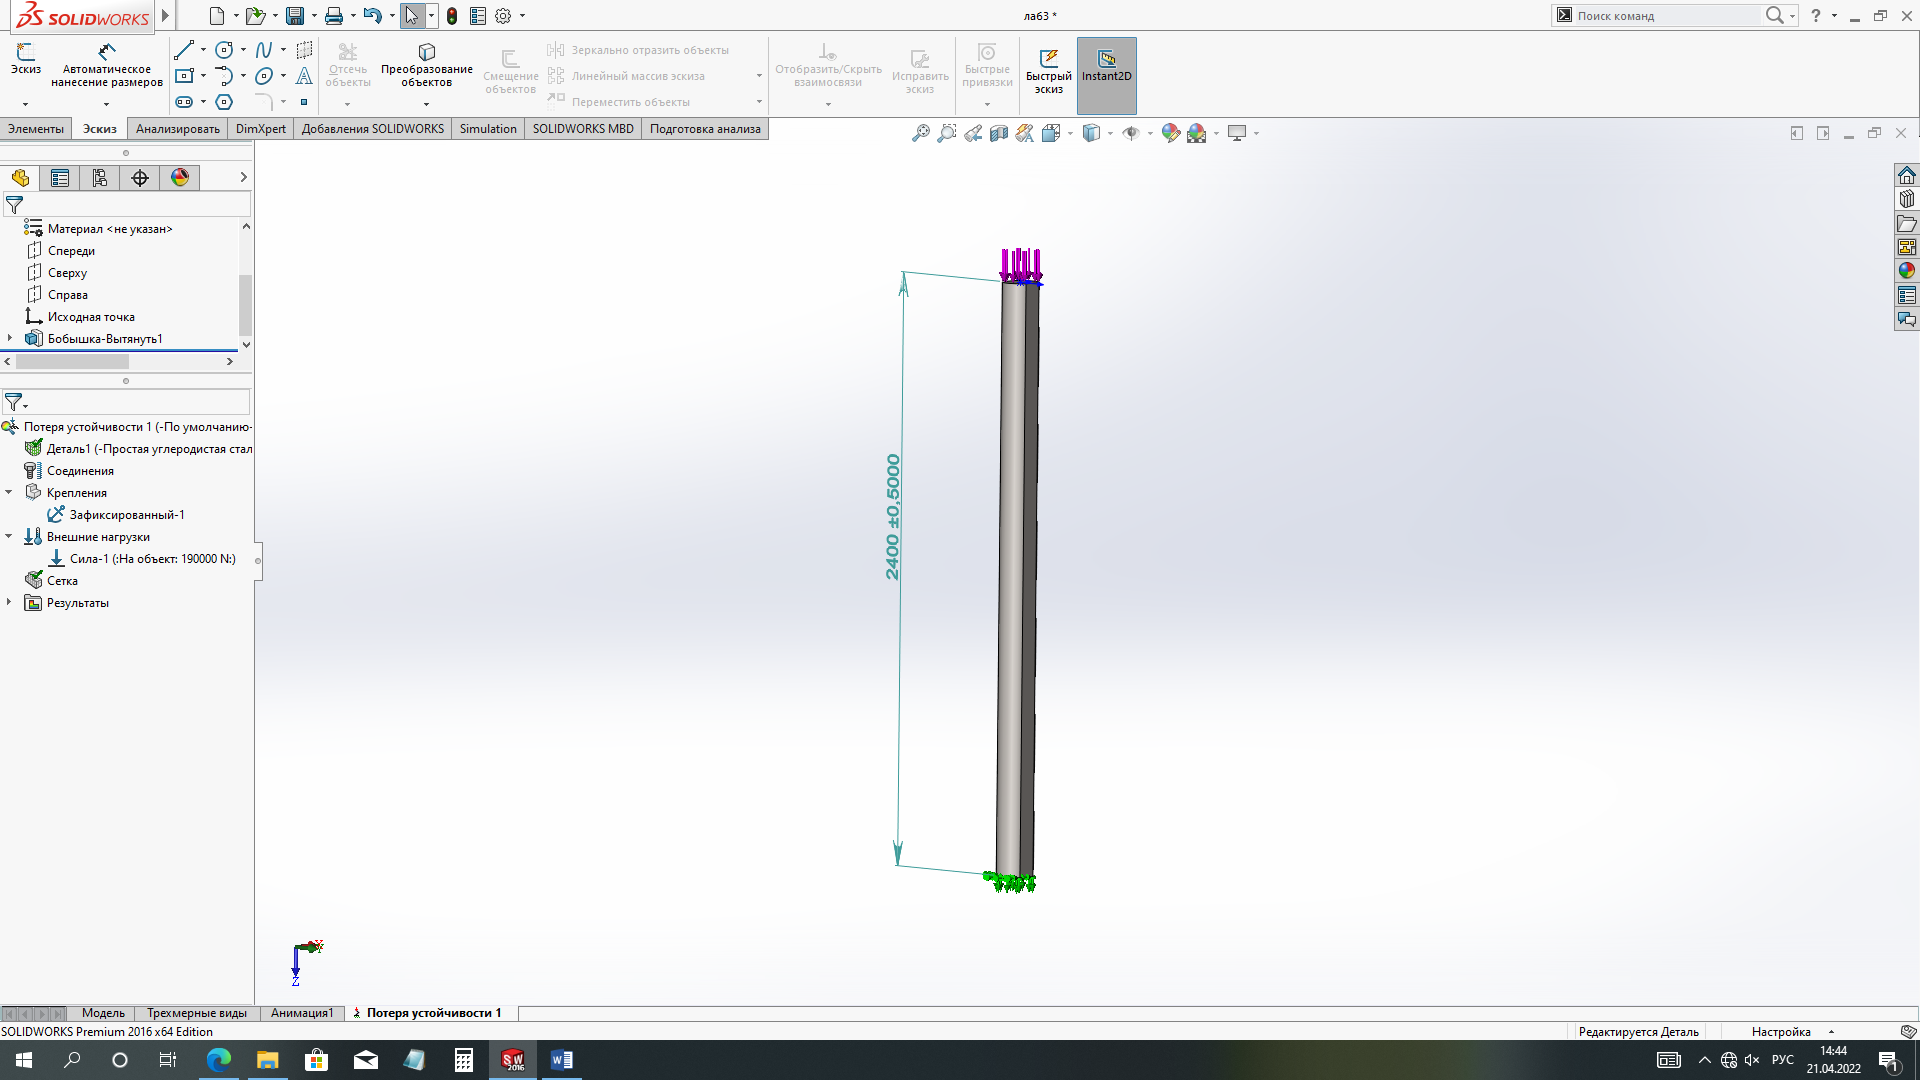 SOLIDWORKS
лаб3 *
Поиск команд
Эскиз
Автоматическое
нанесение размеров
Отсечь
объекты
Преобразование
объектов
Смещение
объектов
Зеркально отразить объекты
Линейный массив эскиза
Переместить объекты
Отобразить/Скрыть
взаимосвязи
Исправить
эскиз
Быстрые
привязки
Быстрый
эскиз
Instant2D
Элементы
Эскиз
Анализировать
DimXpert
Добавления SOLIDWORKS
Simulation
SOLIDWORKS MBD
Подготовка анализа
Материал <не указан>
Спереди
Сверху
Справа
Исходная точка
Бобышка-Вытянуть1
Потеря устойчивости 1 (-По умолчанию-
Деталь1 (-Простая углеродистая стал
Соединения
Крепления
Зафиксированный-1
Внешние нагрузки
Сила-1 (:На объект: 190000 N:)
Сетка
Результаты
2400 ±0,5000
Z
Модель
Трехмерные виды
Анимация1
Потеря устойчивости 1
SOLIDWORKS Premium 2016 x64 Edition
Редактируется Деталь
Настройка
SW
2016
РУС
14:44
21.04.2022
1